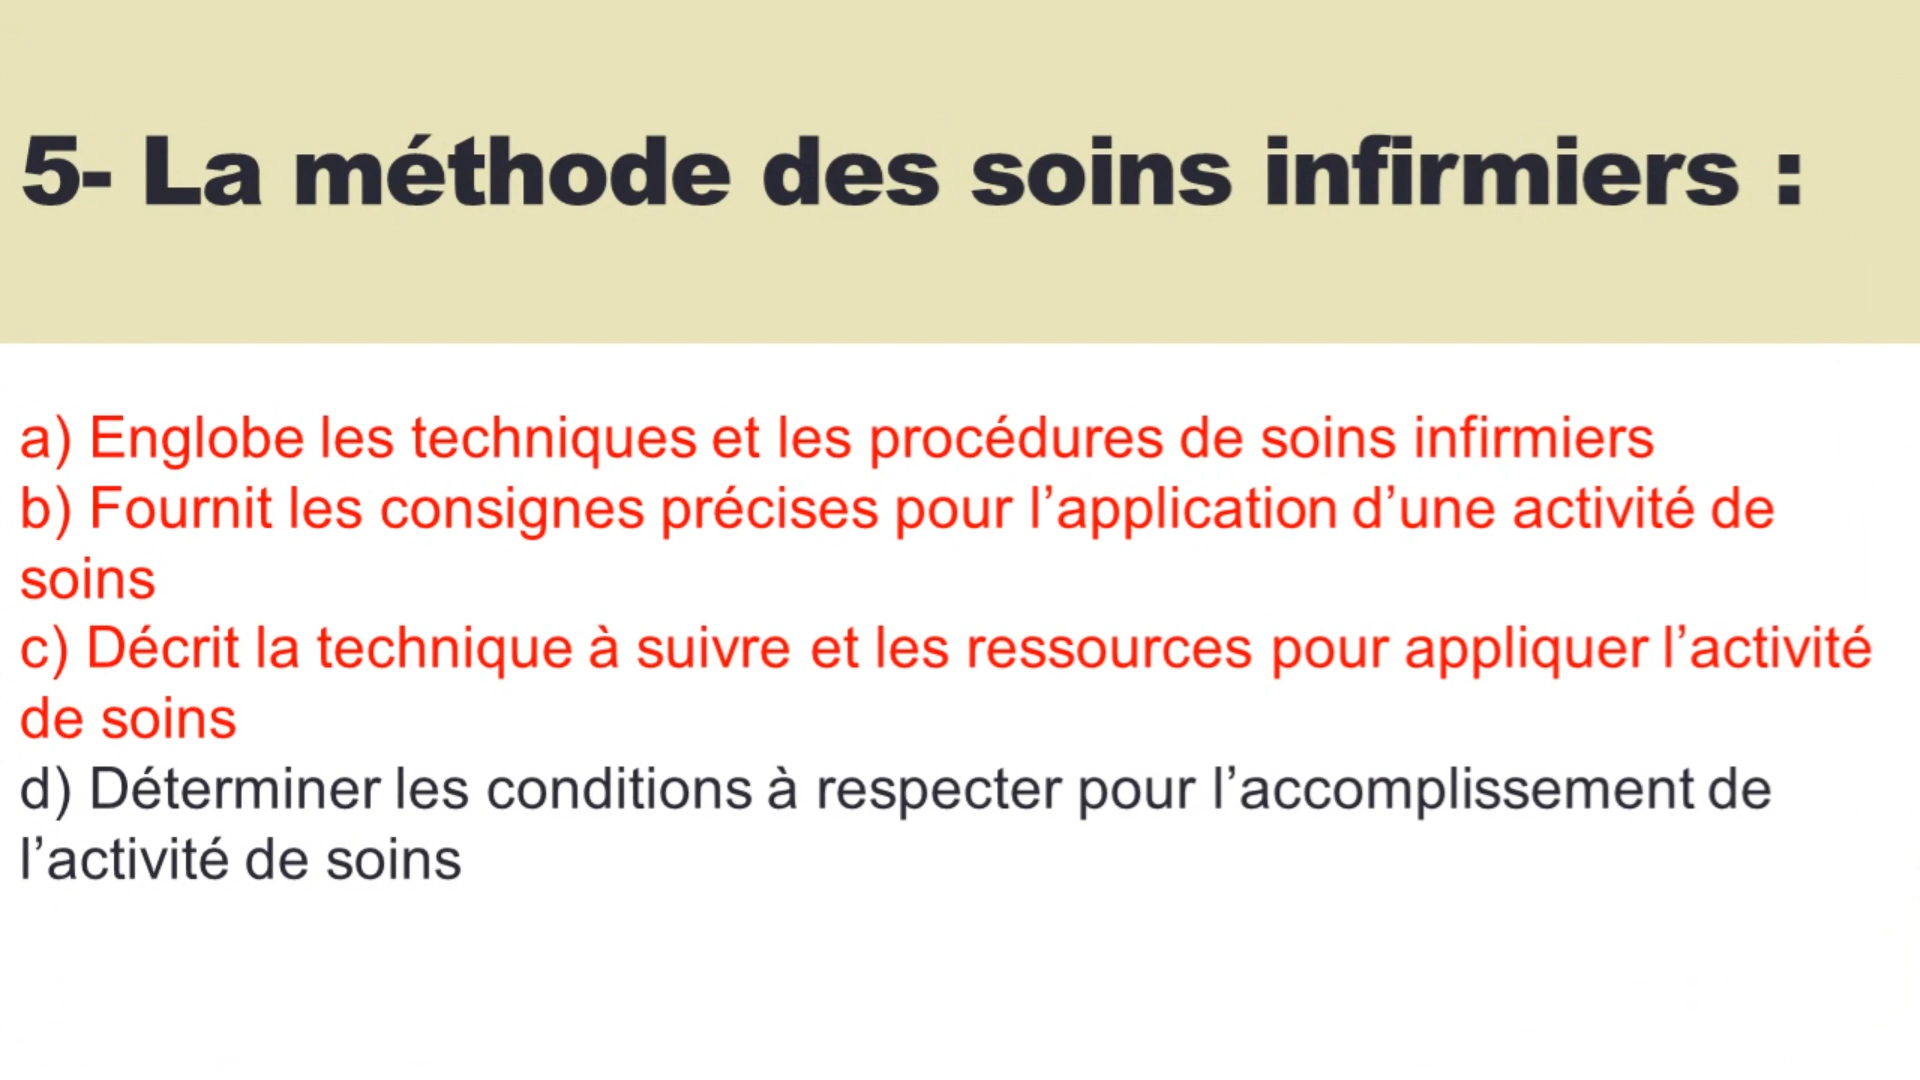 5- La méthode des soins infirmiers :
a) Englobe les techniques et les procédures de soins infirmiers
b) Fournit les consignes précises pour l’application d’une activité de
soins
c) Décrit la technique à suivre et les ressources pour appliquer l’activité
de soins
d) Déterminer les conditions à respecter pour l’accomplissement de
l’activité de soins